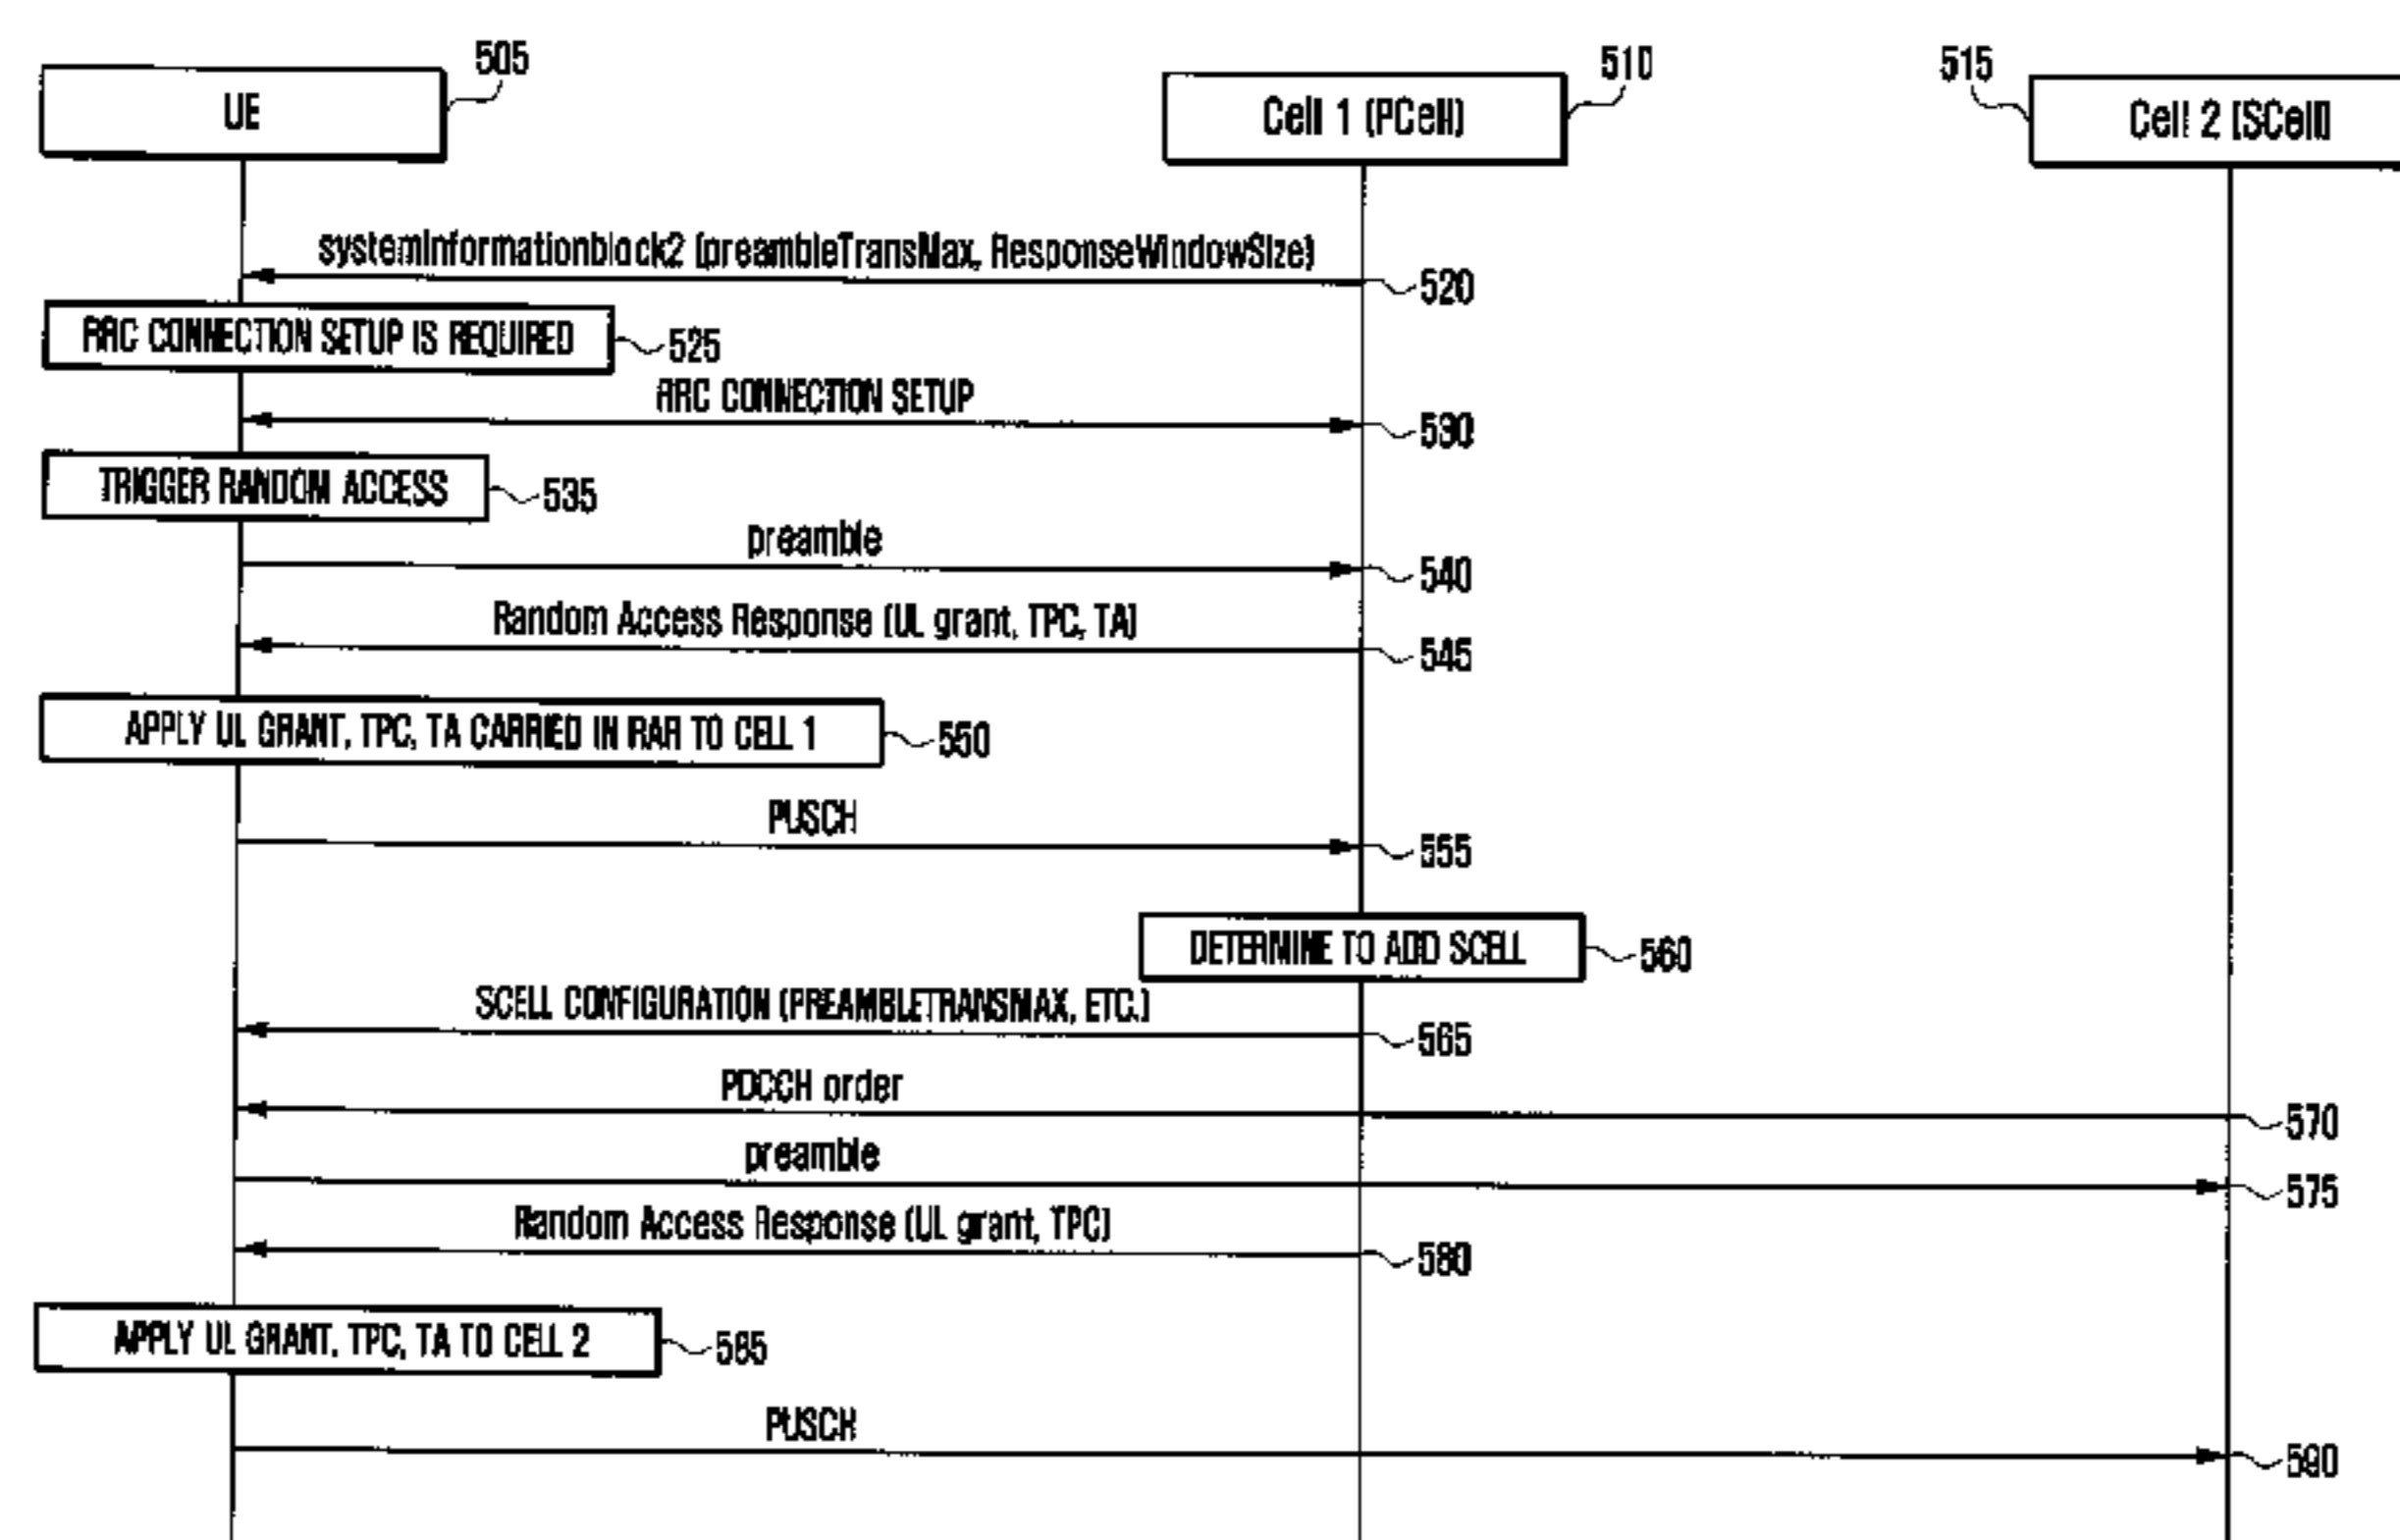 505
510
515
UE
Cell 1 (PCell)
Cell 2 (SCell)
systeminformationblock2 (preambleTransMax, ResponseWindowSize)
520
RRC CONNECTION SETUP IS REQUIRED
525
RRC CONNECTION SETUP
530
TRIGGER RANDOM ACCESS
535
preamble
540
Random Access Response (UL grant, TPC, TA)
545
APPLY UL GRANT, TPC, TA CARRIED IN RAR TO CELL 1
550
PUSCH
555
DETERMINE TO ADD SCELL
560
SCELL CONFIGURATION (PREAMBLETRANSMAX, ETC.)
565
PDCCH order
570
preamble
575
Random Access Response (UL grant, TPC)
580
APPLY UL GRANT, TPC, TA TO CELL 2
585
PUSCH
590